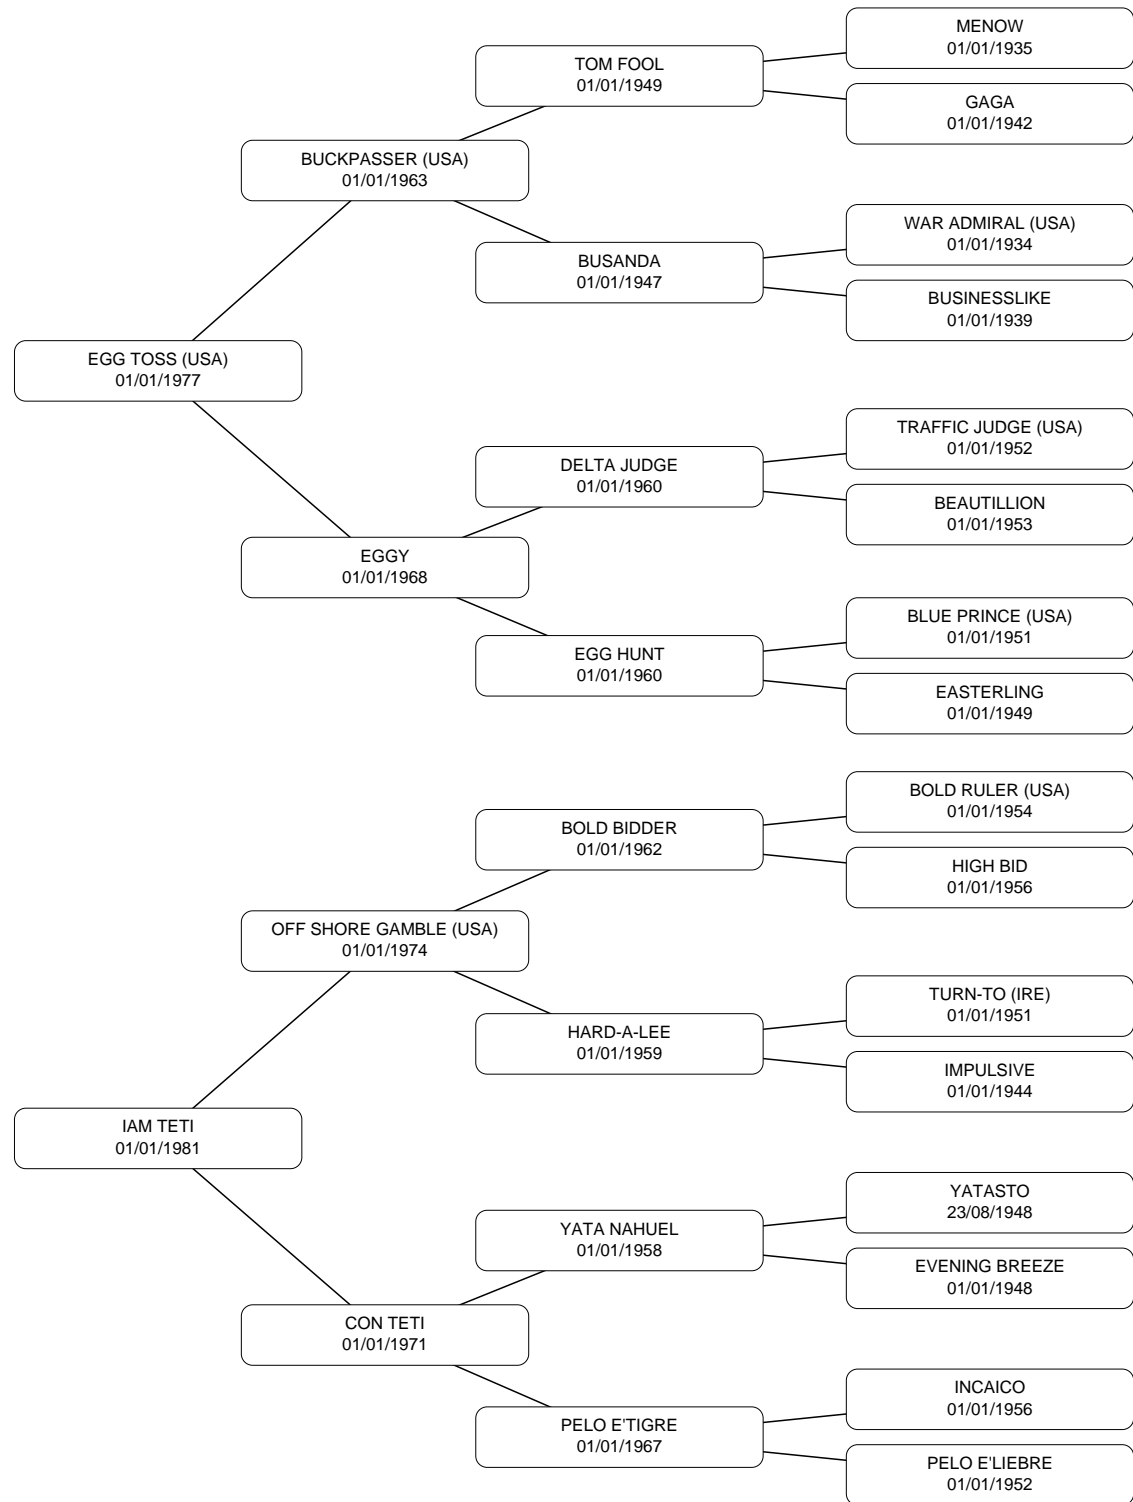 MENOW
01/01/1935
TOM FOOL
01/01/1949
GAGA
01/01/1942
BUCKPASSER (USA)
01/01/1963
WAR ADMIRAL (USA)
01/01/1934
BUSANDA
01/01/1947
BUSINESSLIKE
01/01/1939
EGG TOSS (USA)
01/01/1977
TRAFFIC JUDGE (USA)
01/01/1952
DELTA JUDGE
01/01/1960
BEAUTILLION
01/01/1953
EGGY
01/01/1968
BLUE PRINCE (USA)
01/01/1951
EGG HUNT
01/01/1960
EASTERLING
01/01/1949
BOLD RULER (USA)
01/01/1954
BOLD BIDDER
01/01/1962
HIGH BID
01/01/1956
OFF SHORE GAMBLE (USA)
01/01/1974
TURN-TO (IRE)
01/01/1951
HARD-A-LEE
01/01/1959
IMPULSIVE
01/01/1944
IAM TETI
01/01/1981
YATASTO
23/08/1948
YATA NAHUEL
01/01/1958
EVENING BREEZE
01/01/1948
CON TETI
01/01/1971
INCAICO
01/01/1956
PELO E'TIGRE
01/01/1967
PELO E'LIEBRE
01/01/1952